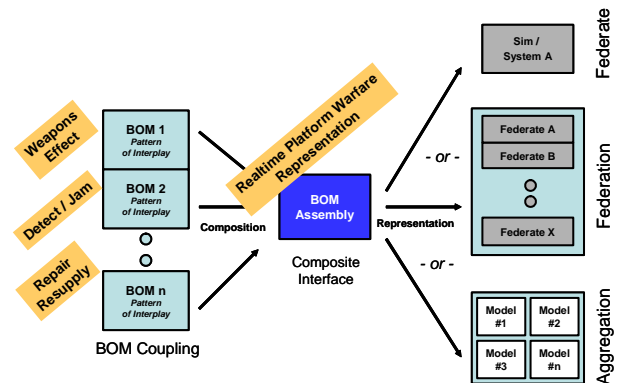 Weapons
Effect
Detect / Jam
Repair
Resupply
BOM 1
Pattern
of Interplay
BOM 2
Pattern
of Interplay
BOM n
Pattern
of Interplay
BOM Coupling
Realtime Platform Warfare
Representation
Composition
BOM
Assembly
Composite
Interface
Representation
- or -
- or -
Sim /
System A
Federate
Federate A
Federate B
Federate X
Federation
Model
#1
Model
#2
Model
#3
Model
#n
Aggregation